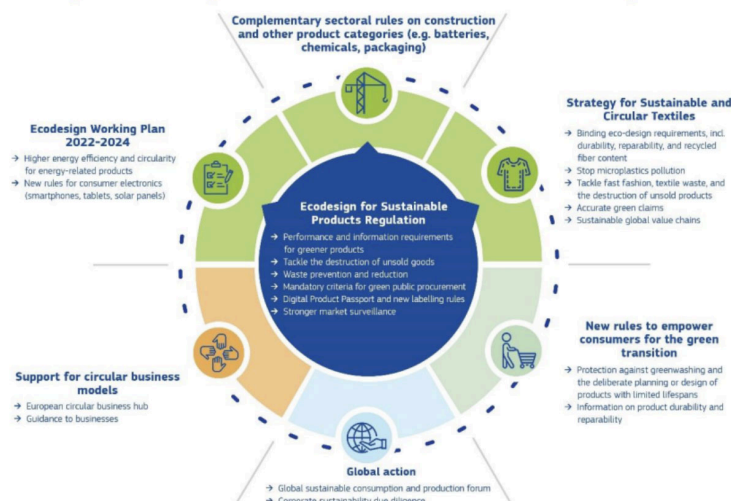 Complementary sectoral rules on construction
and other product categories (e.g. batteries,
chemicals, packaging)
Ecodesign Working Plan
2022-2024
→ Higher energy efficiency and circularity
for energy-related products
→ New rules for consumer electronics
(smartphones, tablets, solar panels)
Strategy for Sustainable and
Circular Textiles
→ Binding eco-design requirements, incl.
durability, reparability, and recycled
fiber content
→ Stop microplastics pollution
→ Tackle fast fashion, textile waste, and
the destruction of unsold products
→ Accurate green claims
→ Sustainable global value chains
Ecodesign for Sustainable
Products Regulation
→ Performance and information requirements
for greener products
→ Tackle the destruction of unsold goods
→ Waste prevention and reduction
→ Mandatory criteria for green public procurement
→ Digital Product Passport and new labelling rules
→ Stronger market surveillance
New rules to empower
consumers for the green
transition
→ Protection against greenwashing and
the deliberate planning or design of
products with limited lifespans
→ Information on product durability and
reparability
Support for circular business
models
→ European circular business hub
→ Guidance to businesses
Global action
→ Global sustainable consumption and production forum
→ Corporate sustainability due diligence